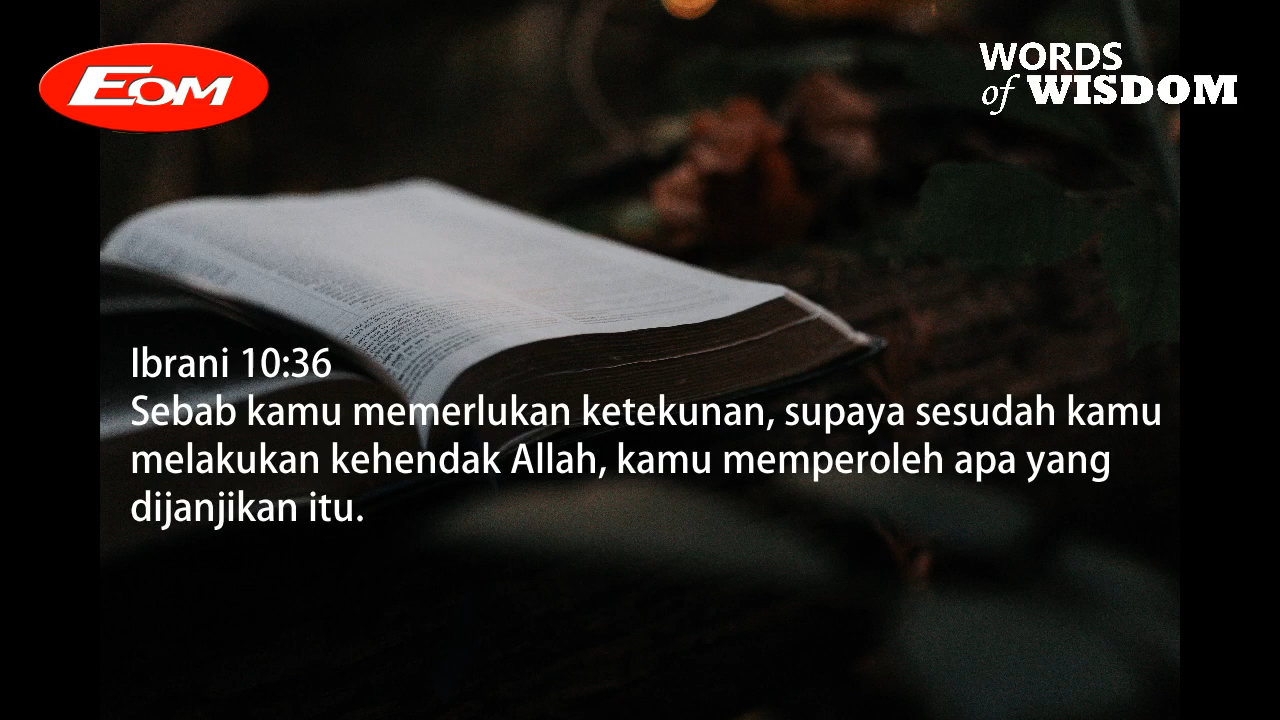 EOM
WORDS
of WISDOM
Ibrani 10:36
Sebab kamu memerlukan ketekunan, supaya sesudah kamu
melakukan kehendak Allah, kamu memperoleh apa yang
dijanjikan itu.